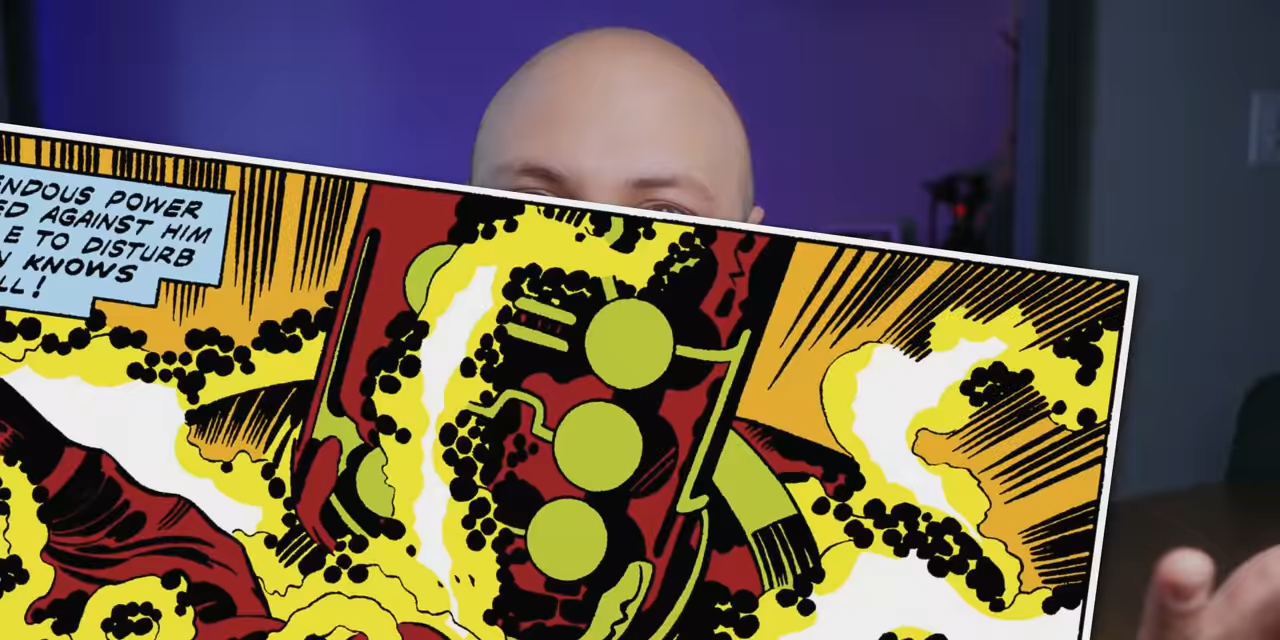 ENDOUS POWER
ED AGAINST HIM
E TO DISTURB
N KNOWS
LL!